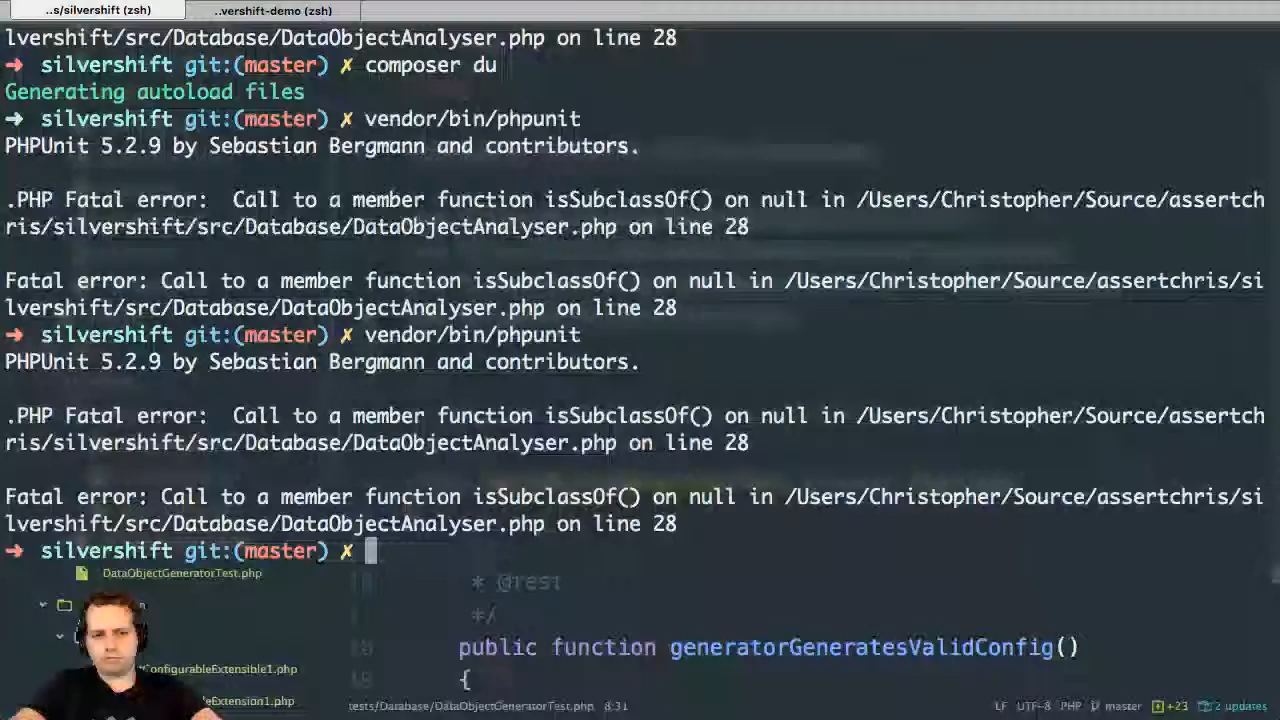 ..s/silvershift (zsh)
..vershift-demo (zsh)
lvershift/src/Database/DataObjectAnalyser.php on line 28
➜ silvershift git:(master) ✗ composer du
Generating autoload files
➜ silvershift git:(master) ✗ vendor/bin/phpunit
PHPUnit 5.2.9 by Sebastian Bergmann and contributors.
.PHP Fatal error:  Call to a member function isSubclassOf() on null in /Users/Christopher/Source/assertch
ris/silvershift/src/Database/DataObjectAnalyser.php on line 28
Fatal error: Call to a member function isSubclassOf() on null in /Users/Christopher/Source/assertchris/si
lvershift/src/Database/DataObjectAnalyser.php on line 28
➜ silvershift git:(master) ✗ vendor/bin/phpunit
PHPUnit 5.2.9 by Sebastian Bergmann and contributors.
.PHP Fatal error:  Call to a member function isSubclassOf() on null in /Users/Christopher/Source/assertch
ris/silvershift/src/Database/DataObjectAnalyser.php on line 28
Fatal error: Call to a member function isSubclassOf() on null in /Users/Christopher/Source/assertchris/si
lvershift/src/Database/DataObjectAnalyser.php on line 28
➜ silvershift git:(master) ✗
DataObjectGeneratorTest.php
* @test
*/
public function generatorGeneratesValidConfig()
{
ConfigurableExtensible1.php
eExtension1.php
tests/Database/DataObjectGeneratorTest.php 8:31
LF UTF-8 PHP master +23 2 updates